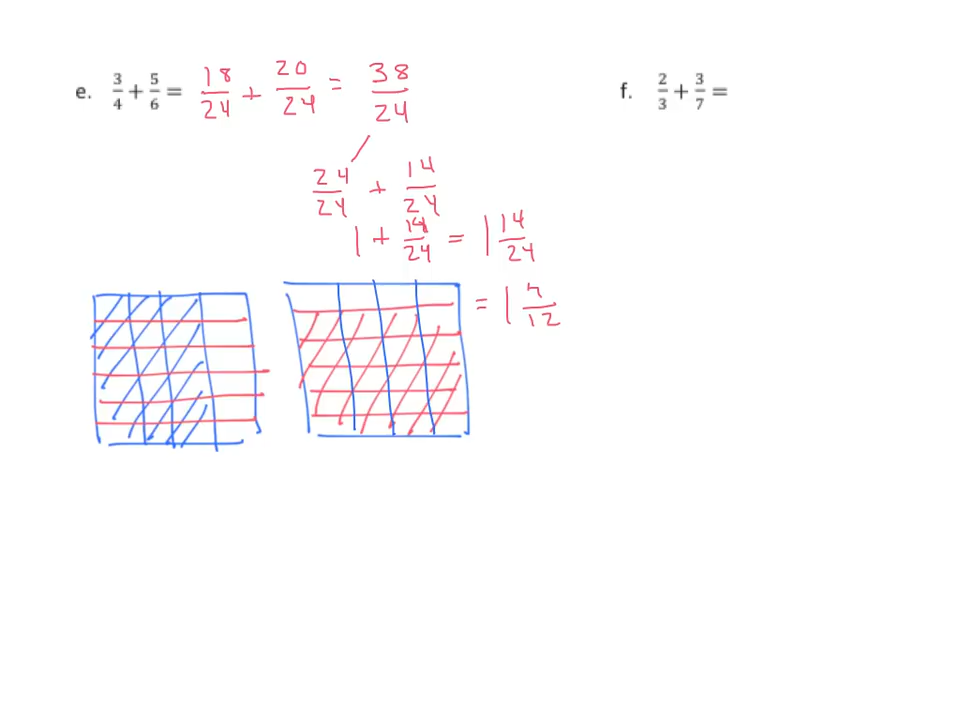 e. 3/4 + 5/6 = 18/24 + 20/24 = 38/24
24/24 + 14/24
1 + 14/24 = 1 14/24
= 1 7/12
f. 2/3 + 3/7 =